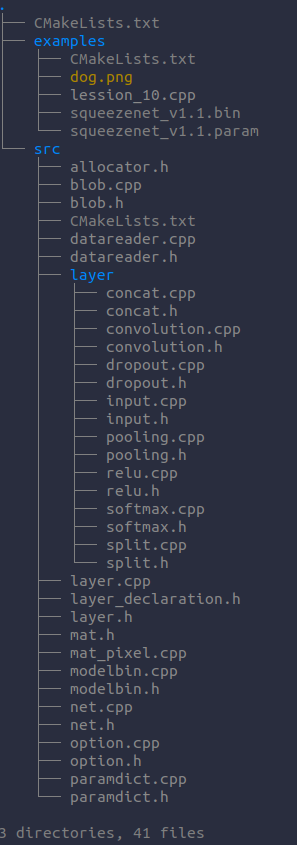 .
├── CMakeLists.txt
├── examples
│   ├── CMakeLists.txt
│   ├── dog.png
│   ├── lession_10.cpp
│   ├── squeezenet_v1.1.bin
│   └── squeezenet_v1.1.param
└── src
    ├── allocator.h
    ├── blob.cpp
    ├── blob.h
    ├── CMakeLists.txt
    ├── datareader.cpp
    ├── datareader.h
    ├── layer
    │   ├── concat.cpp
    │   ├── concat.h
    │   ├── convolution.cpp
    │   ├── convolution.h
    │   ├── dropout.cpp
    │   ├── dropout.h
    │   ├── input.cpp
    │   ├── input.h
    │   ├── pooling.cpp
    │   ├── pooling.h
    │   ├── relu.cpp
    │   ├── relu.h
    │   ├── softmax.cpp
    │   ├── softmax.h
    │   ├── split.cpp
    │   └── split.h
    ├── layer.cpp
    ├── layer_declaration.h
    ├── layer.h
    ├── mat.h
    ├── mat_pixel.cpp
    ├── modelbin.cpp
    ├── modelbin.h
    ├── net.cpp
    ├── net.h
    ├── option.cpp
    ├── option.h
    ├── paramdict.cpp
    └── paramdict.h

3 directories, 41 files